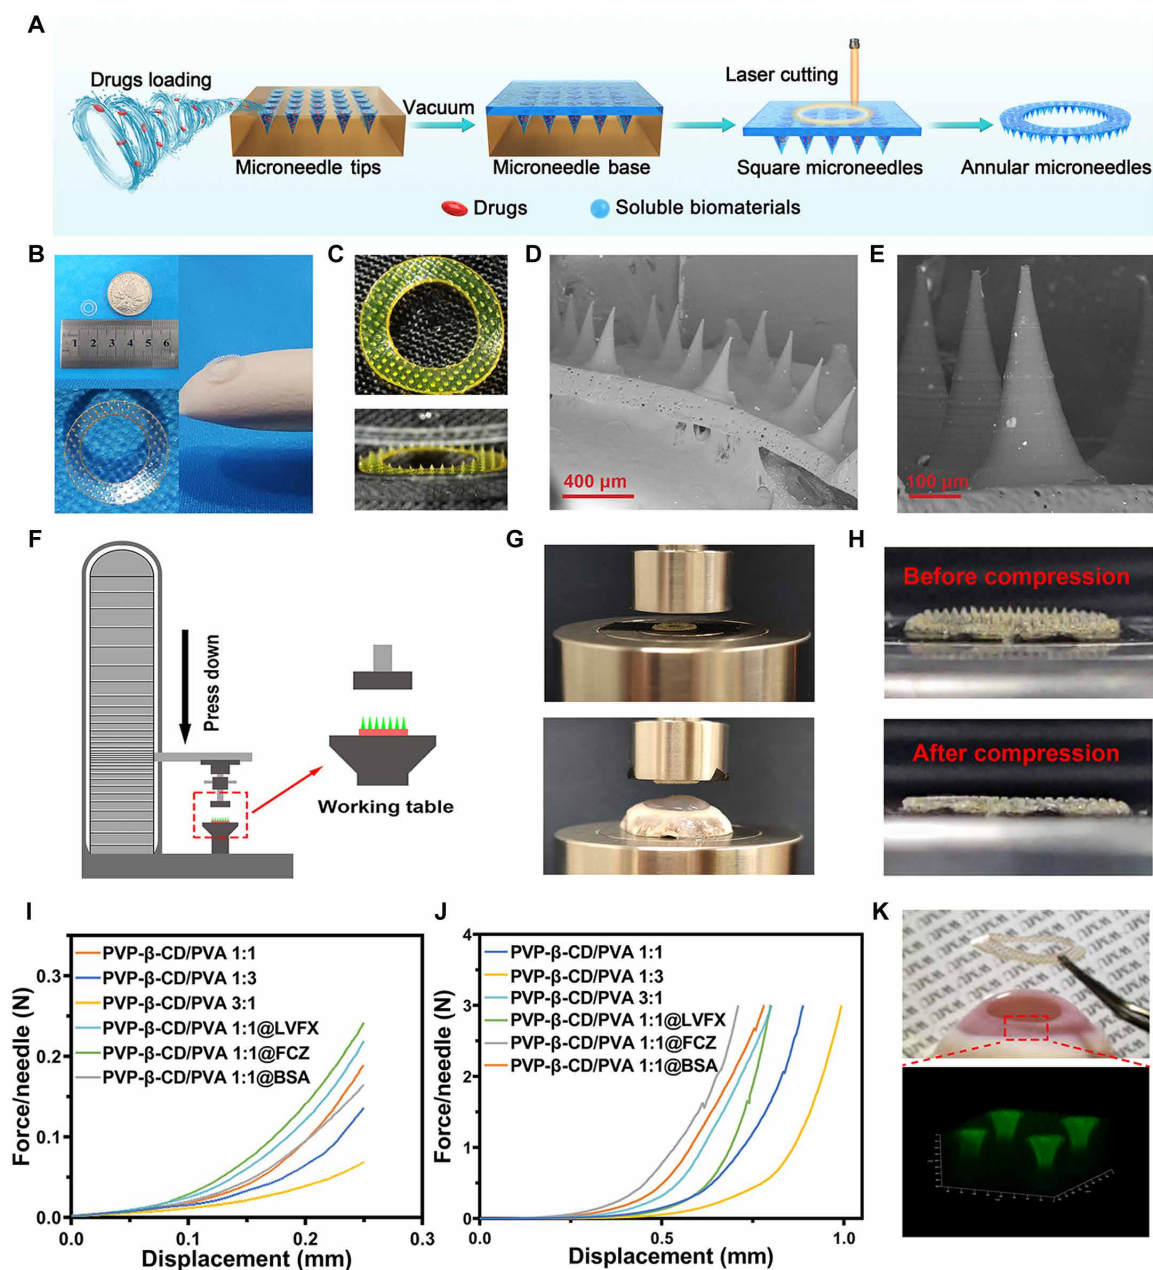 A
Drugs loading
Vacuum
Laser cutting
Microneedle tips
Microneedle base
Square microneedles
Annular microneedles
Drugs
Soluble biomaterials
B
1 2 3 4 5 6
C
D
400 µm
E
100 µm
F
Press down
Working table
G
H
Before compression
After compression
I
Force/needle (N)
0.3
0.2
0.1
0.0
PVP-β-CD/PVA 1:1
PVP-β-CD/PVA 1:3
PVP-β-CD/PVA 3:1
PVP-β-CD/PVA 1:1@LVFX
PVP-β-CD/PVA 1:1@FCZ
PVP-β-CD/PVA 1:1@BSA
0.0 0.1 0.2 0.3
Displacement (mm)
J
Force/needle (N)
4
3
2
1
0
PVP-β-CD/PVA 1:1
PVP-β-CD/PVA 1:3
PVP-β-CD/PVA 3:1
PVP-β-CD/PVA 1:1@LVFX
PVP-β-CD/PVA 1:1@FCZ
PVP-β-CD/PVA 1:1@BSA
0.0 0.5 1.0
Displacement (mm)
K